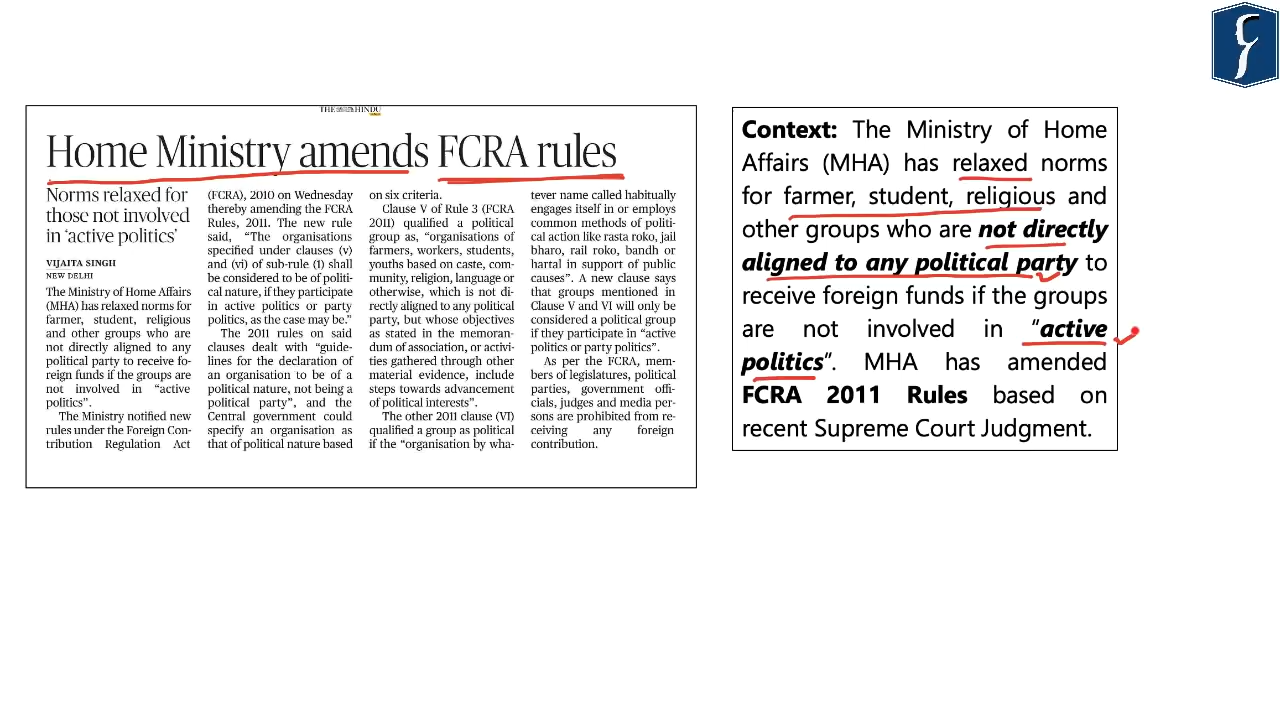 THE HINDU
Home Ministry amends FCRA rules
Norms relaxed for
those not involved
in ‘active politics’
VIJAITA SINGH
NEW DELHI
The Ministry of Home Affairs
(MHA) has relaxed norms for
farmer, student, religious
and other groups who are
not directly aligned to any
political party to receive fo-
reign funds if the groups are
not involved in “active
politics”.
The Ministry notified new
rules under the Foreign Con-
tribution Regulation Act
(FCRA), 2010 on Wednesday
thereby amending the FCRA
Rules, 2011. The new rule
said, “The organisations
specified under clauses (v)
and (vi) of sub-rule (1) shall
be considered to be of politi-
cal nature, if they participate
in active politics or party
politics, as the case may be.”
The 2011 rules on said
clauses dealt with “guide-
lines for the declaration of
an organisation to be of a
political nature, not being a
political party”, and the
Central government could
specify an organisation as
that of political nature based
on six criteria.
Clause V of Rule 3 (FCRA
2011) qualified a political
group as, “organisations of
farmers, workers, students,
youths based on caste, com-
munity, religion, language or
otherwise, which is not di-
rectly aligned to any political
party, but whose objectives
as stated in the memoran-
dum of association, or activi-
ties gathered through other
material evidence, include
steps towards advancement
of political interests”.
The other 2011 clause (VI)
qualified a group as political
if the “organisation by wha-
tever name called habitually
engages itself in or employs
common methods of politi-
cal action like rasta roko, jail
bharo, rail roko, bandh or
hartal in support of public
causes”. A new clause says
that groups mentioned in
Clause V and VI will only be
considered a political group
if they participate in “active
politics or party politics”.
As per the FCRA, mem-
bers of legislatures, political
parties, government offi-
cials, judges and media per-
sons are prohibited from re-
ceiving any foreign
contribution.
Context: The Ministry of Home
Affairs (MHA) has relaxed norms
for farmer, student, religious and
other groups who are not directly
aligned to any political party to
receive foreign funds if the groups
are not involved in “active
politics”. MHA has amended
FCRA 2011 Rules based on
recent Supreme Court Judgment.